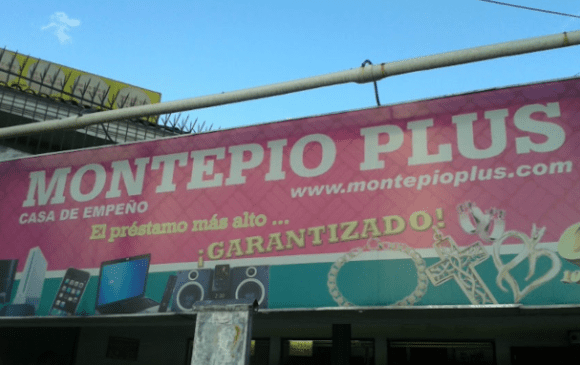 MONTEPIO PLUS
CASA DE EMPEÑO
www.montepioplus.com
El préstamo más alto ...
¡GARANTIZADO!